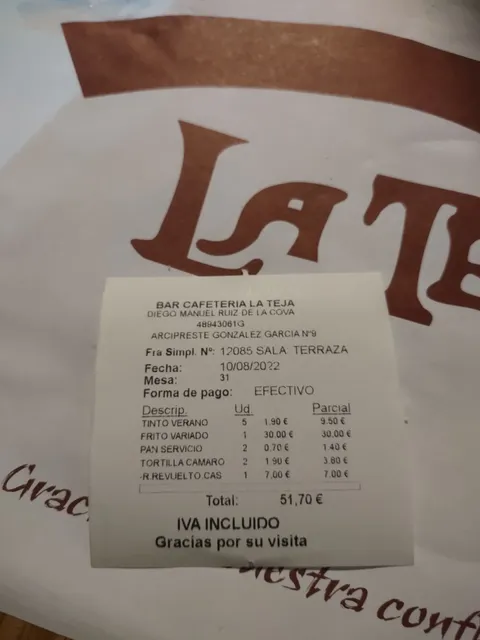 LA TE
BAR CAFETERIA LA TEJA
DIEGO MANUEL RUIZ DE LA COVA
48943061G
ARCIPRESTE GONZALEZ GARCIA Nº9
Fra Simpl. Nº: 12085 SALA TERRAZA
Fecha: 10/08/2022
Mesa: 31
Forma de pago: EFECTIVO
Descrip. Ud. Parcial
TINTO VERANO 5 1.90 € 9.50 €
FRITO VARIADO 1 30.00 € 30.00 €
PAN SERVICIO 2 0.70 € 1.40 €
TORTILLA CAMARO 2 1.90 € 3.80 €
-R.REVUELTO CAS 1 7.00 € 7.00 €
Total: 51,70 €
IVA INCLUIDO
Gracias por su visita
Grac
uestra conf